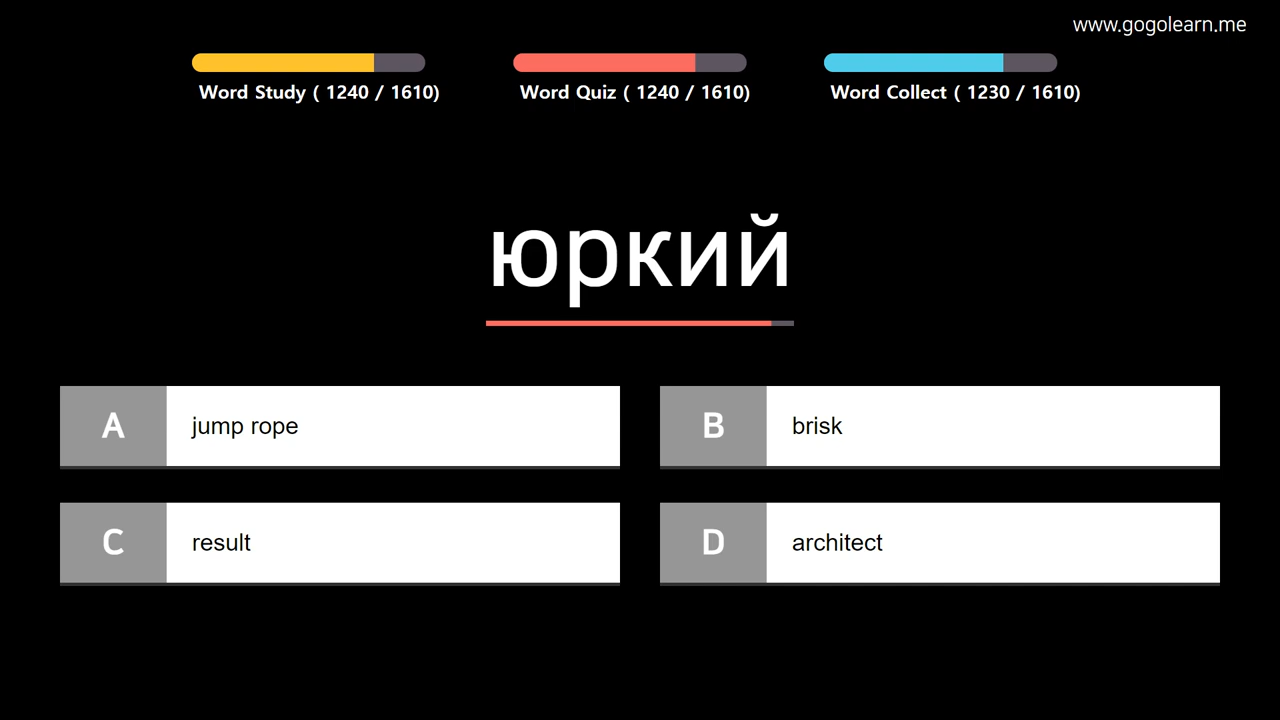 www.gogolearn.me
Word Study ( 1240 / 1610)
Word Quiz ( 1240 / 1610)
Word Collect ( 1230 / 1610)
юркий
A jump rope
B brisk
C result
D architect